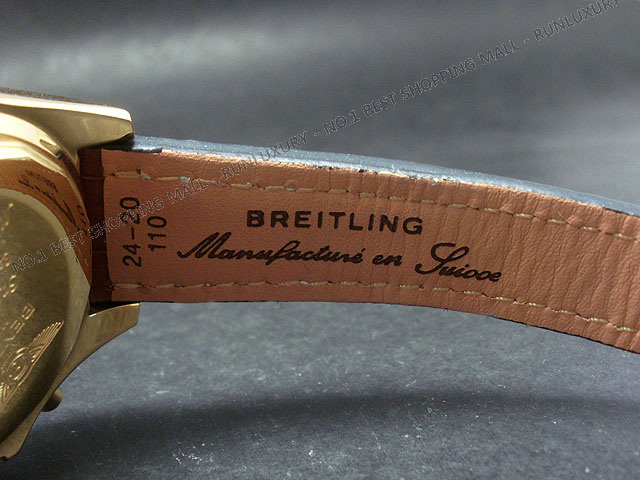 NO.1 BEST SHOPPING MALL - RUNLUXURY - NO.1 BEST SHOPPING MALL - RUNLUXURY
24-20
110
BREITLING
Manufacturé en Suisse